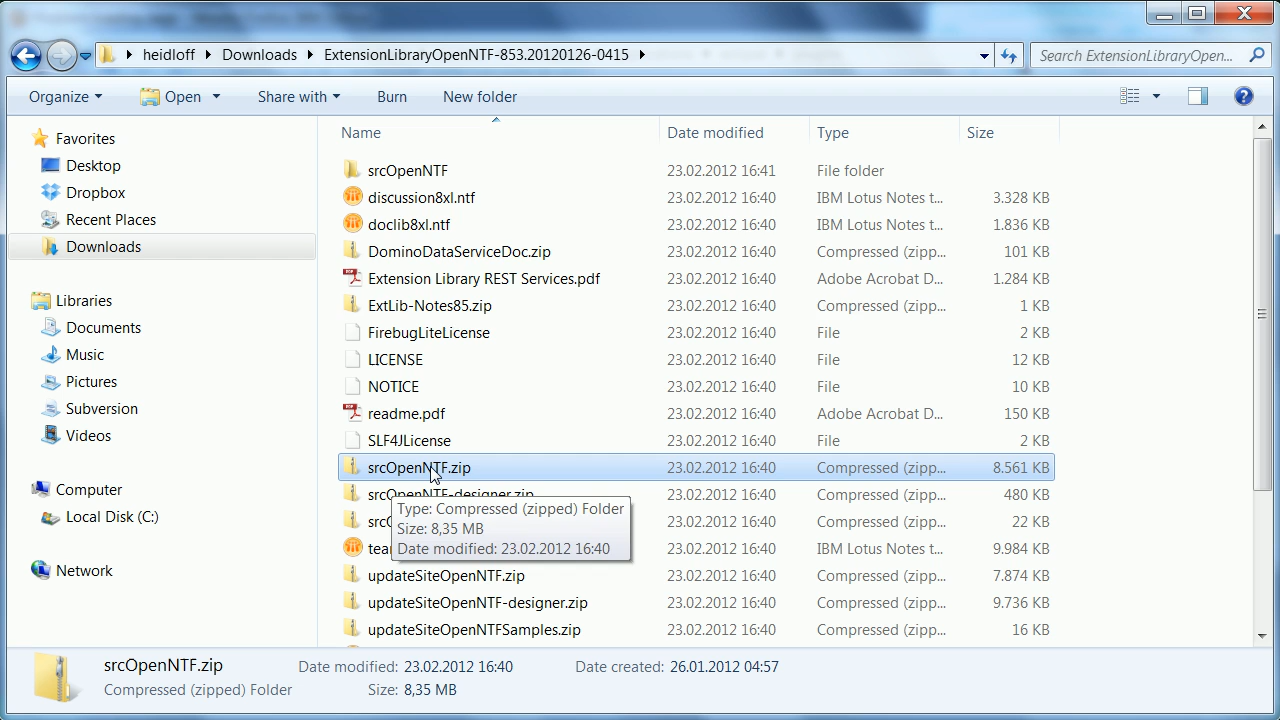 heidloff Downloads ExtensionLibraryOpenNTF-853.20120126-0415
Search ExtensionLibraryOpen...
Organize Open Share with Burn New folder
Favorites
Desktop
Dropbox
Recent Places
Downloads
Libraries
Documents
Music
Pictures
Subversion
Videos
Computer
Local Disk (C:)
Network
Name Date modified Type Size
srcOpenNTF 23.02.2012 16:41 File folder
discussion8xl.ntf 23.02.2012 16:40 IBM Lotus Notes t... 3.328 KB
doclib8xl.ntf 23.02.2012 16:40 IBM Lotus Notes t... 1.836 KB
DominoDataServiceDoc.zip 23.02.2012 16:40 Compressed (zipp... 101 KB
Extension Library REST Services.pdf 23.02.2012 16:40 Adobe Acrobat D... 1.284 KB
ExtLib-Notes85.zip 23.02.2012 16:40 Compressed (zipp... 1 KB
FirebugLiteLicense 23.02.2012 16:40 File 2 KB
LICENSE 23.02.2012 16:40 File 12 KB
NOTICE 23.02.2012 16:40 File 10 KB
readme.pdf 23.02.2012 16:40 Adobe Acrobat D... 150 KB
SLF4JLicense 23.02.2012 16:40 File 2 KB
srcOpenNTF.zip 23.02.2012 16:40 Compressed (zipp... 8.561 KB
srcOpenNTF-designer.zip 23.02.2012 16:40 Compressed (zipp... 480 KB
23.02.2012 16:40 Compressed (zipp... 22 KB
23.02.2012 16:40 IBM Lotus Notes t... 9.984 KB
Type: Compressed (zipped) Folder
Size: 8,35 MB
Date modified: 23.02.2012 16:40
updateSiteOpenNTF.zip 23.02.2012 16:40 Compressed (zipp... 7.874 KB
updateSiteOpenNTF-designer.zip 23.02.2012 16:40 Compressed (zipp... 9.736 KB
updateSiteOpenNTFSamples.zip 23.02.2012 16:40 Compressed (zipp... 16 KB
srcOpenNTF.zip Date modified: 23.02.2012 16:40 Date created: 26.01.2012 04:57
Compressed (zipped) Folder Size: 8,35 MB